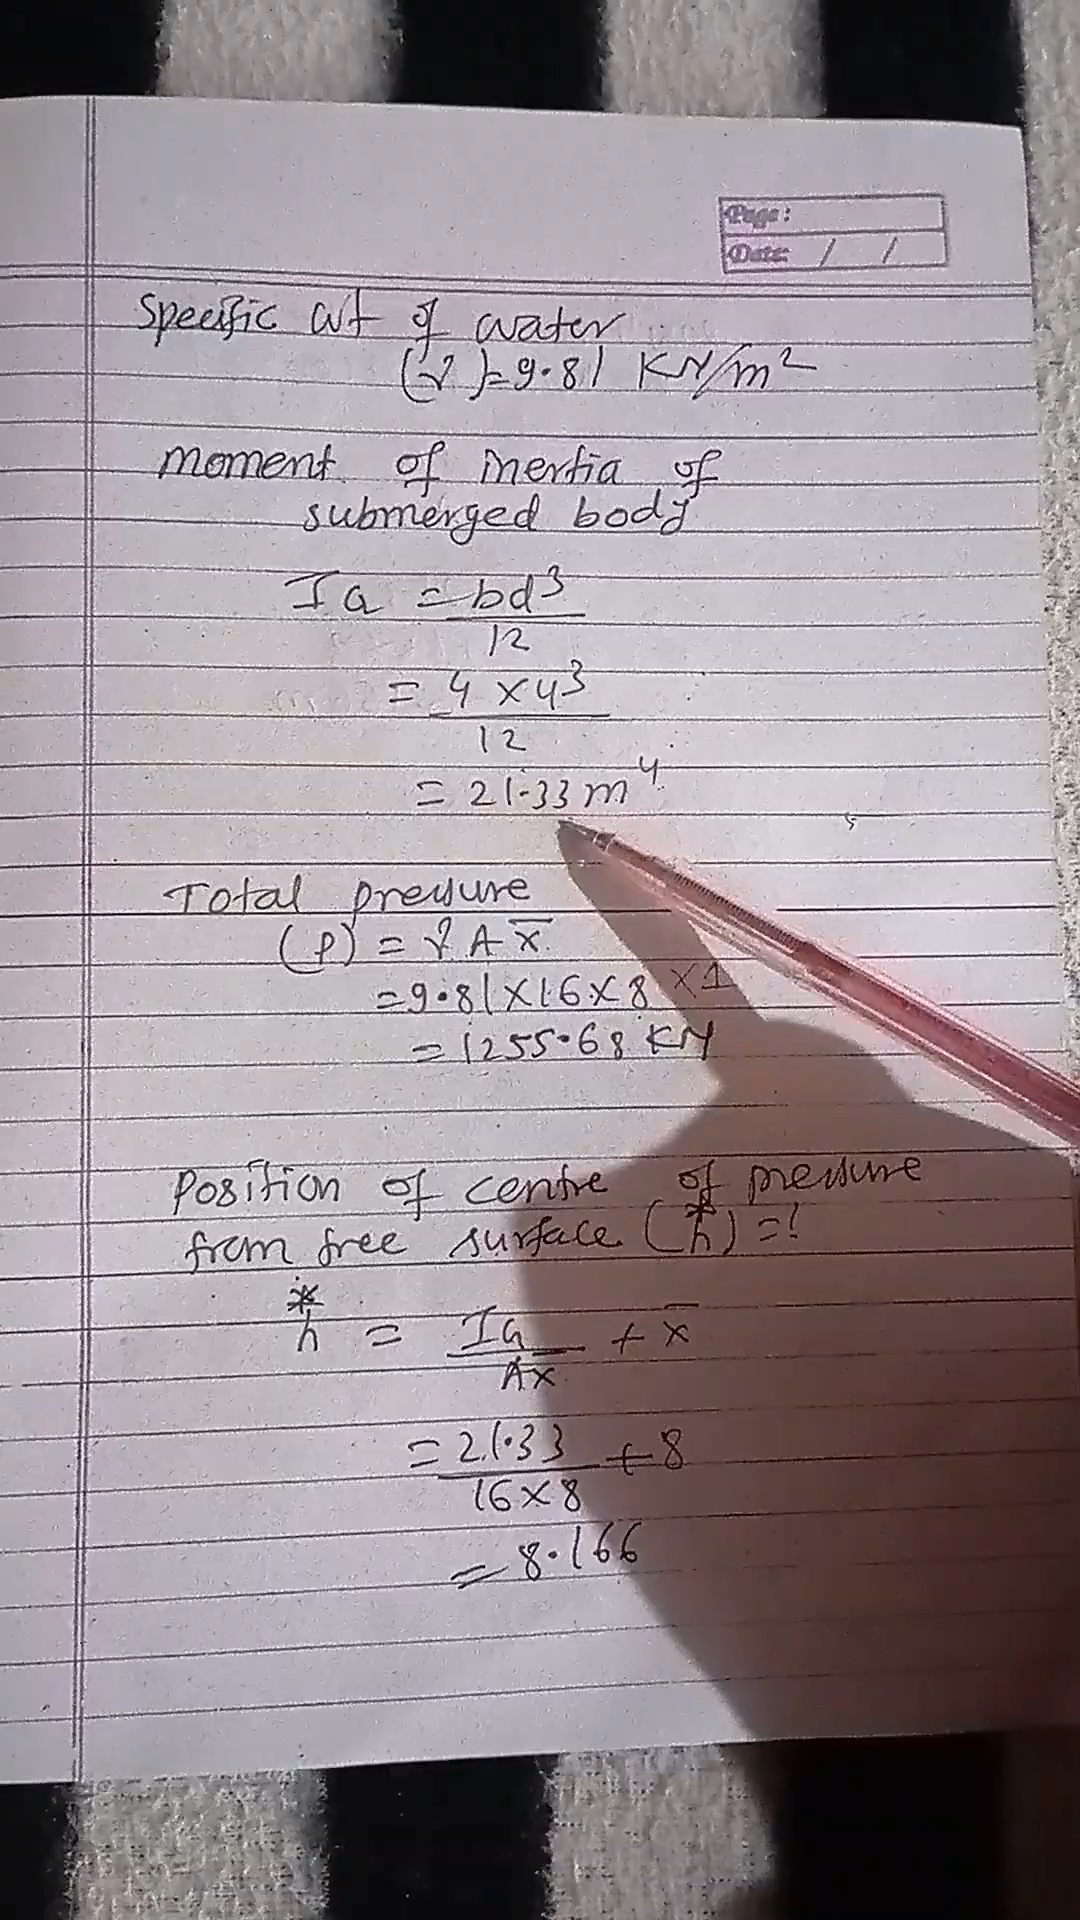 Page:
Date: / /
Specific wt of water
(γ) = 9.81 KN/m²
moment of inertia of
submerged body
IG = bd³
12
= 4 × 4³
12
= 21.33 m⁴
Total pressure
(P) = γ A x̄
= 9.81 × 16 × 8 × 1
= 1255.68 KN
Position of centre of pressure
from free surface (h*) = !
h* = IG + x̄
Ax̄
= 21.33 + 8
16 × 8
= 8.166